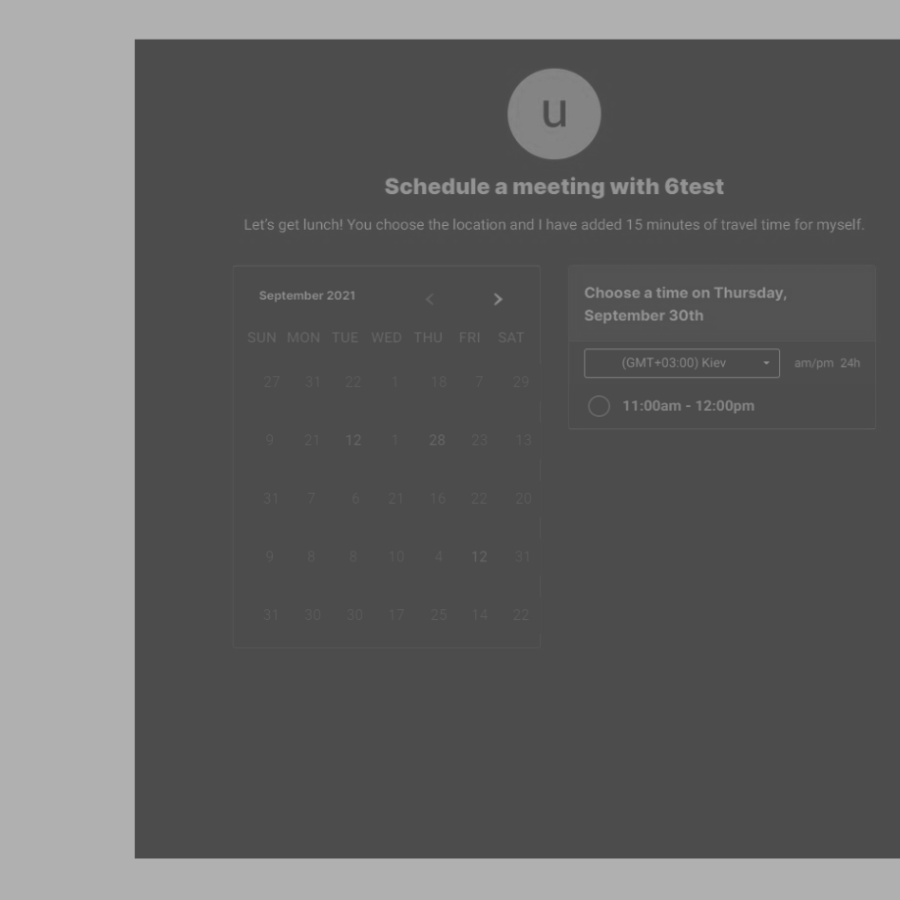 u
Schedule a meeting with 6test
Let's get lunch! You choose the location and I have added 15 minutes of travel time for myself.
September 2021
SUN MON TUE WED THU FRI SAT
27 31 22 1 18 7 29
9 21 12 1 28 23 13
31 7 6 21 16 22 20
9 8 8 10 4 12 31
31 30 30 17 25 14 22
Choose a time on Thursday,
September 30th
(GMT+03:00) Kiev am/pm 24h
11:00am - 12:00pm